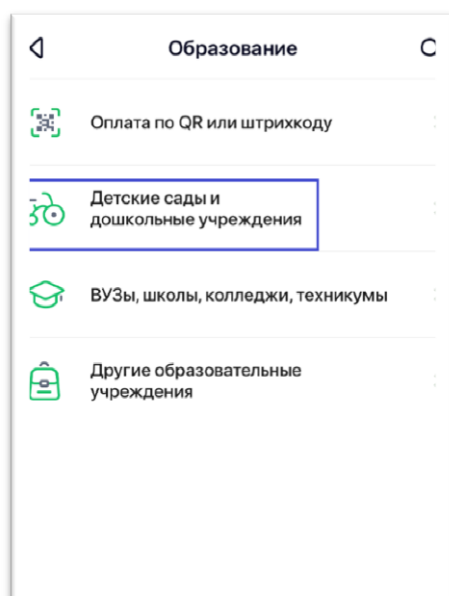 Образование
Оплата по QR или штрихкоду
Детские сады и
дошкольные учреждения
ВУЗы, школы, колледжи, техникумы
Другие образовательные
учреждения